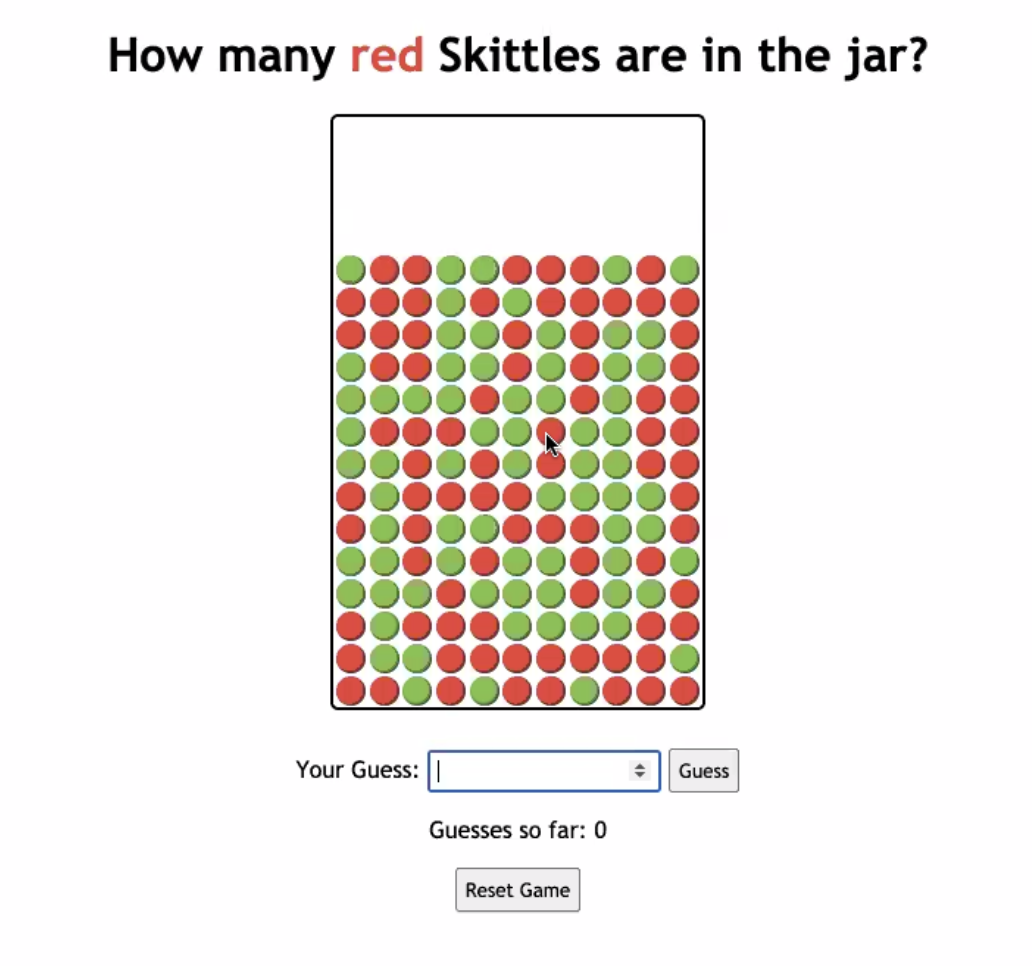 How many red Skittles are in the jar?
Your Guess:
Guess
Guesses so far: 0
Reset Game